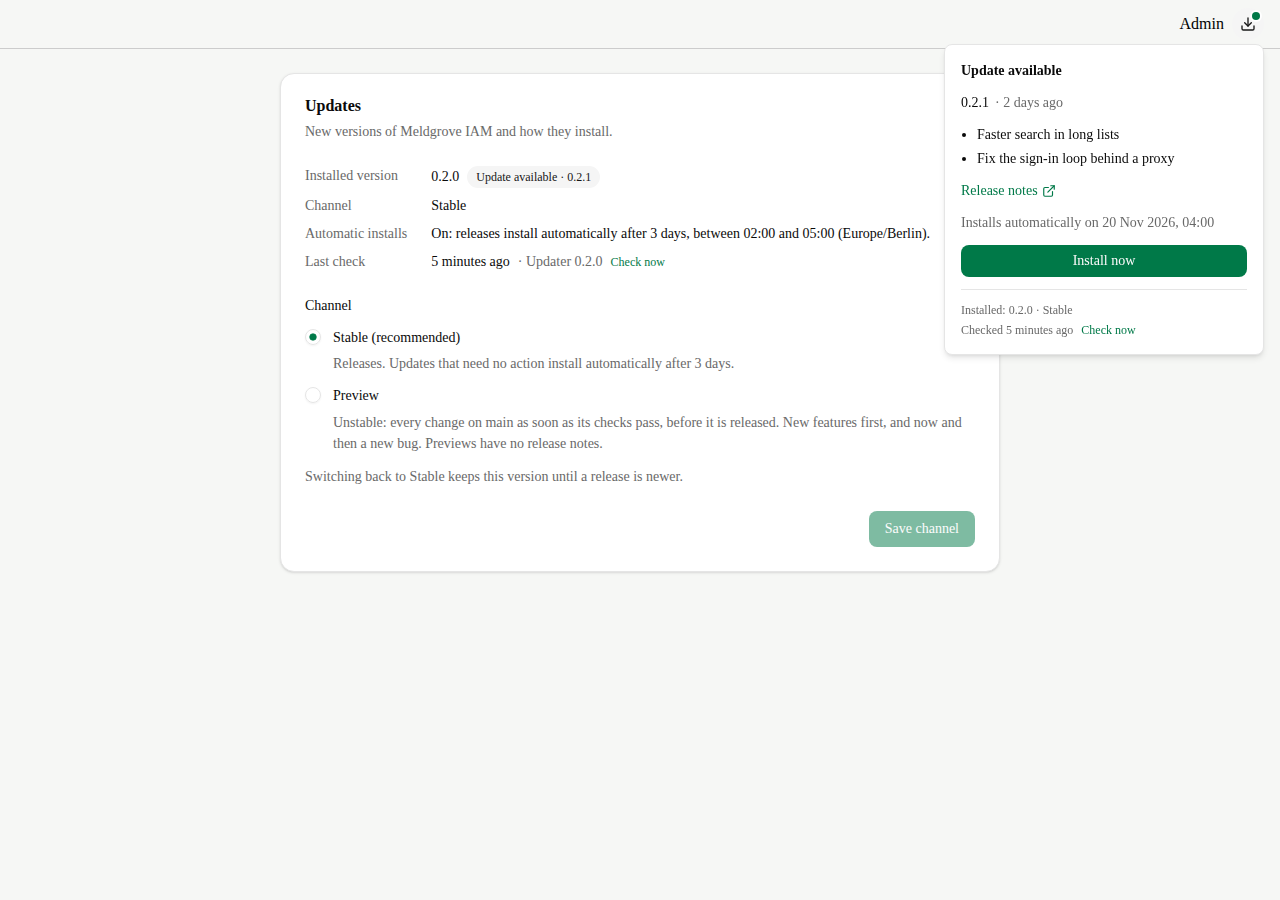 Admin
Updates
New versions of Meldgrove IAM and how they install.
Installed version 0.2.0 Update available · 0.2.1
Channel Stable
Automatic installs On: releases install automatically after 3 days, between 02:00 and 05:00 (Europe/Berlin).
Last check 5 minutes ago · Updater 0.2.0 Check now
Channel
Stable (recommended)
Releases. Updates that need no action install automatically after 3 days.
Preview
Unstable: every change on main as soon as its checks pass, before it is released. New features first, and now and
then a new bug. Previews have no release notes.
Switching back to Stable keeps this version until a release is newer.
Save channel
Update available
0.2.1 · 2 days ago
• Faster search in long lists
• Fix the sign-in loop behind a proxy
Release notes
Installs automatically on 20 Nov 2026, 04:00
Install now
Installed: 0.2.0 · Stable
Checked 5 minutes ago Check now